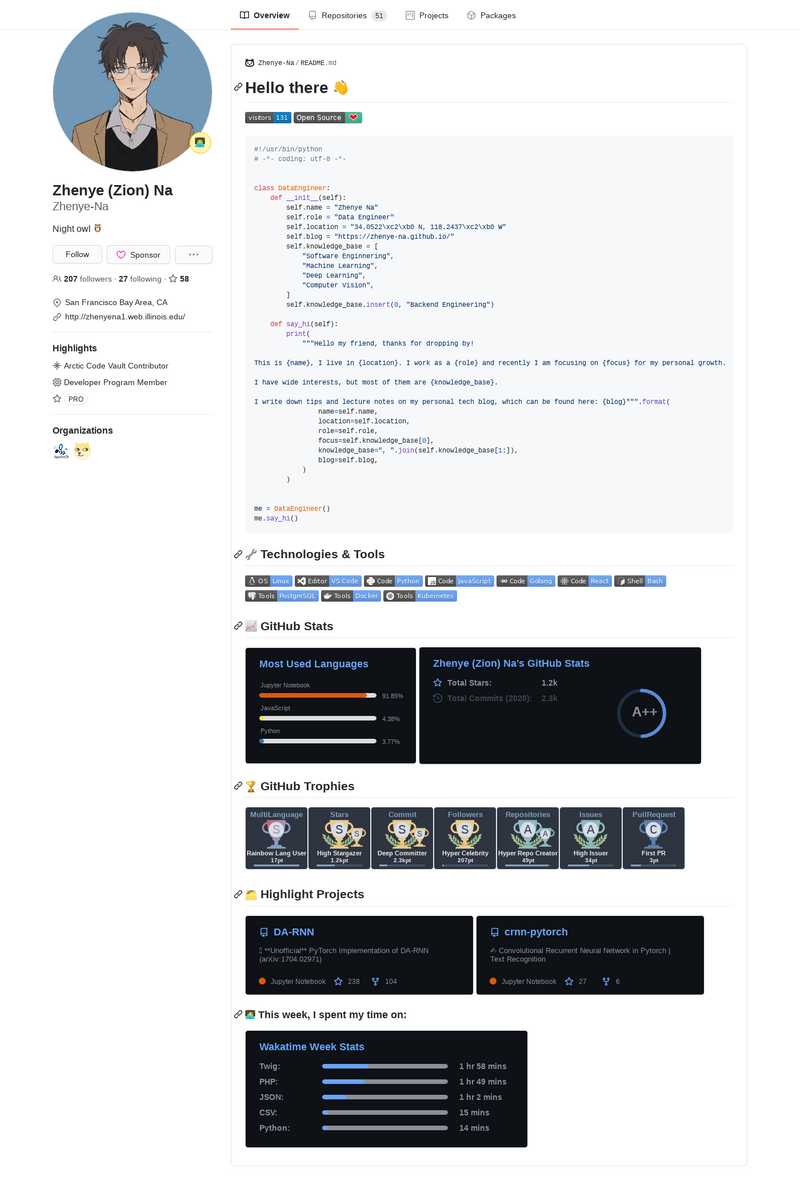 Overview
Repositories 51
Projects
Packages
Zhenye (Zion) Na
Zhenye-Na
Night owl
Follow
Sponsor
207 followers · 27 following · 58
San Francisco Bay Area, CA
http://zhenyena1.web.illinois.edu/
Highlights
Arctic Code Vault Contributor
Developer Program Member
PRO
Organizations
Zhenye-Na / README.md
Hello there 👋
visitors 131
Open Source
#!/usr/bin/python
# -*- coding: utf-8 -*-
class DataEngineer:
def __init__(self):
self.name = "Zhenye Na"
self.role = "Data Engineer"
self.location = "34.0522\xc2\xb0 N, 118.2437\xc2\xb0 W"
self.blog = "https://zhenye-na.github.io/"
self.knowledge_base = [
"Software Enginnering",
"Machine Learning",
"Deep Learning",
"Computer Vision",
]
self.knowledge_base.insert(0, "Backend Engineering")
def say_hi(self):
print(
"""Hello my friend, thanks for dropping by!
This is {name}, I live in {location}. I work as a {role} and recently I am focusing on {focus} for my personal growth.
I have wide interests, but most of them are {knowledge_base}.
I write down tips and lecture notes on my personal tech blog, which can be found here: {blog}""".format(
name=self.name,
location=self.location,
role=self.role,
focus=self.knowledge_base[0],
knowledge_base=", ".join(self.knowledge_base[1:]),
blog=self.blog,
)
)
me = DataEngineer()
me.say_hi()
Technologies & Tools
OS Linux
Editor VS Code
Code Python
Code JavaScript
Code Golang
Code React
Shell Bash
Tools PostgreSQL
Tools Docker
Tools Kubernetes
GitHub Stats
Most Used Languages
Jupyter Notebook
91.85%
JavaScript
4.38%
Python
3.77%
Zhenye (Zion) Na's GitHub Stats
Total Stars: 1.2k
Total Commits (2020): 2.3k
A++
GitHub Trophies
MultiLanguage
S
Rainbow Lang User
17pt
Stars
S S
High Stargazer
1.2kpt
Commit
S S
Deep Committer
2.3kpt
Followers
S
Hyper Celebrity
207pt
Repositories
A A
Hyper Repo Creator
49pt
Issues
A
High Issuer
34pt
PullRequest
C
First PR
3pt
Highlight Projects
DA-RNN
**Unofficial** PyTorch Implementation of DA-RNN
(arXiv:1704.02971)
Jupyter Notebook 238 104
crnn-pytorch
✍️ Convolutional Recurrent Neural Network in Pytorch |
Text Recognition
Jupyter Notebook 27 6
This week, I spent my time on:
Wakatime Week Stats
Twig: 1 hr 58 mins
PHP: 1 hr 49 mins
JSON: 1 hr 2 mins
CSV: 15 mins
Python: 14 mins